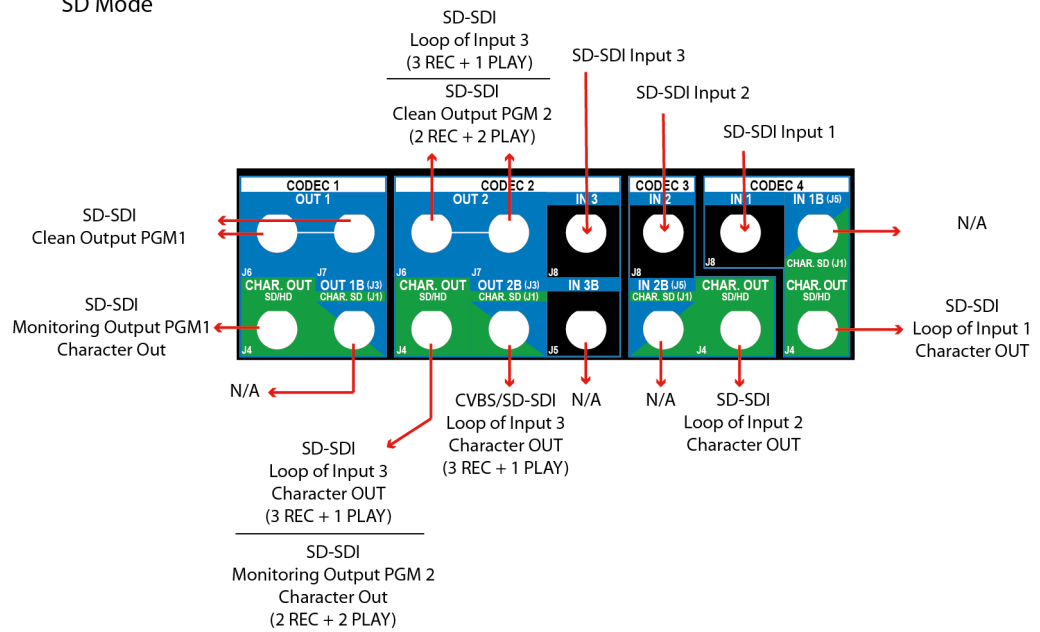 SD Mode
SD-SDI
Loop of Input 3
(3 REC + 1 PLAY)
SD-SDI
Clean Output PGM 2
(2 REC + 2 PLAY)
SD-SDI Input 3
SD-SDI Input 2
SD-SDI Input 1
CODEC 1
CODEC 2
CODEC 3
CODEC 4
OUT 1
OUT 2
IN 3
IN 2
IN 1
IN 1B (J5)
SD-SDI
Clean Output PGM1
N/A
CHAR. SD (J1)
J6
J7
J6
J7
J8
J8
J8
CHAR. OUT
SD/HD
OUT 1B (J3)
CHAR. SD (J1)
CHAR. OUT
SD/HD
OUT 2B (J3)
CHAR. SD (J1)
IN 3B
IN 2B (J5)
CHAR. SD (J1)
CHAR. OUT
SD/HD
CHAR. OUT
SD/HD
J4
J4
J5
J4
J4
SD-SDI
Monitoring Output PGM1
Character Out
SD-SDI
Loop of Input 1
Character OUT
N/A
CVBS/SD-SDI
Loop of Input 3
Character OUT
(3 REC + 1 PLAY)
N/A
N/A
SD-SDI
Loop of Input 2
Character OUT
SD-SDI
Loop of Input 3
Character OUT
(3 REC + 1 PLAY)
SD-SDI
Monitoring Output PGM 2
Character Out
(2 REC + 2 PLAY)